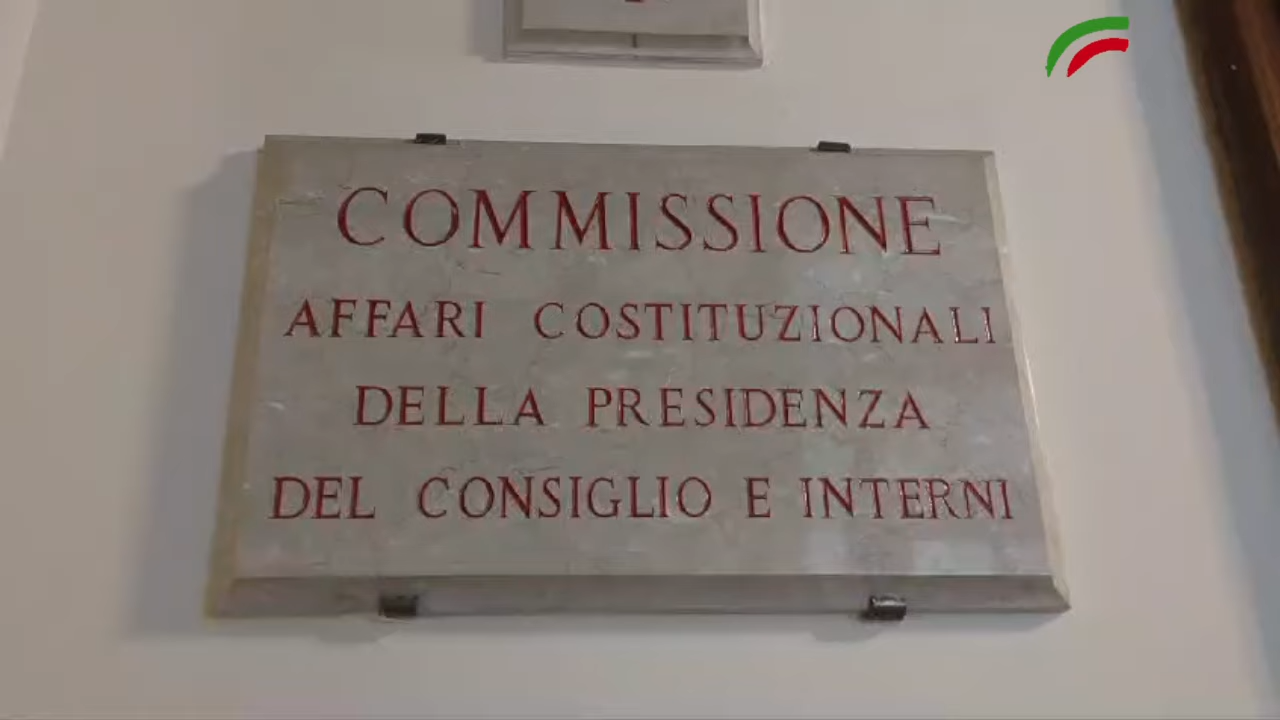 COMMISSIONE
AFFARI COSTITUZIONALI
DELLA PRESIDENZA
DEL CONSIGLIO E INTERNI